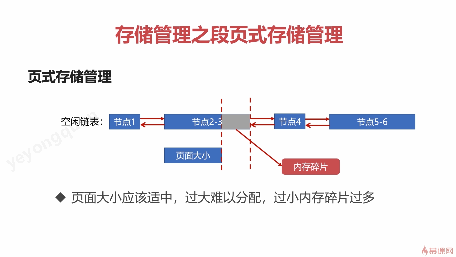 存储管理之段页式存储管理
页式存储管理
空闲链表: 节点1 节点2-3 节点4 节点5-6
页面大小
内存碎片
◆ 页面大小应该适中，过大难以分配，过小内存碎片过多
慕课网